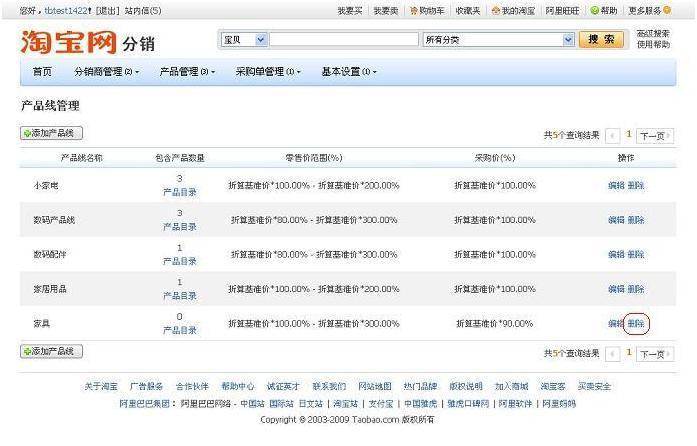 您好，tbtest1422！[退出] 站内信(5) 我要买 我要卖 购物车 收藏夹 我的淘宝 阿里旺旺 帮助 更多服务
淘宝网 分销 宝贝 所有分类 搜索 高级搜索
使用帮助
首页 分销商管理(2) 产品管理(3) 采购单管理(1) 基本设置(1)
产品线管理
添加产品线 共5个查询结果 1 下一页
产品线名称 包含产品数量 零售价范围(%) 采购价(%) 操作
小家电 3 产品目录 折算基准价*100.00% - 折算基准价*200.00% 折算基准价*100.00% 编辑 删除
数码产品线 3 产品目录 折算基准价*80.00% - 折算基准价*300.00% 折算基准价*100.00% 编辑 删除
数码配件 1 产品目录 折算基准价*80.00% - 折算基准价*300.00% 折算基准价*100.00% 编辑 删除
家居用品 1 产品目录 折算基准价*100.00% - 折算基准价*200.00% 折算基准价*100.00% 编辑 删除
家具 0 产品目录 折算基准价*100.00% - 折算基准价*300.00% 折算基准价*90.00% 编辑 删除
添加产品线 共5个查询结果 1 下一页
关于淘宝 广告服务 合作伙伴 帮助中心 诚征英才 联系我们 网站地图 热门品牌 版权说明 加入商城 淘宝客 买卖安全
阿里巴巴集团： 阿里巴巴网络 - 中国站 国际站 日文站 | 淘宝站 | 支付宝 | 中国雅虎 | 雅虎口碑网 | 阿里软件 | 阿里妈妈
Copyright © 2003-2009 Taobao.com 版权所有